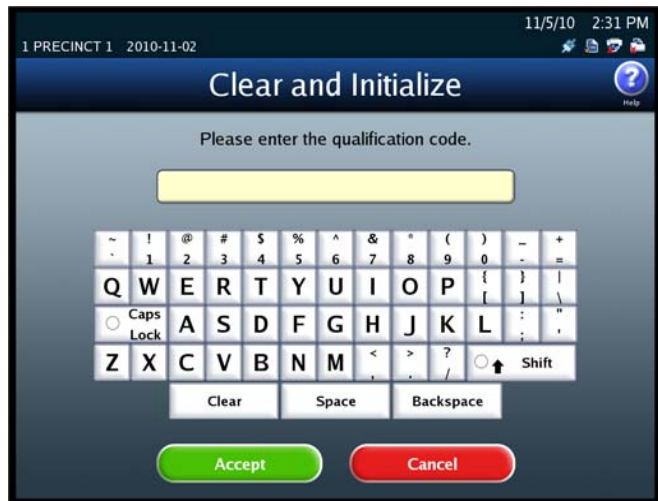 11/5/10 2:31 PM
1 PRECINCT 1 2010-11-02
Clear and Initialize
Help
Please enter the qualification code.
~ ! @ # $ % ^ & * ( ) _ +
` 1 2 3 4 5 6 7 8 9 0 - =
Q W E R T Y U I O P { [ } ] | \
Caps Lock A S D F G H J K L : ; " '
Z X C V B N M < , > . ? / Shift
Clear Space Backspace
Accept Cancel